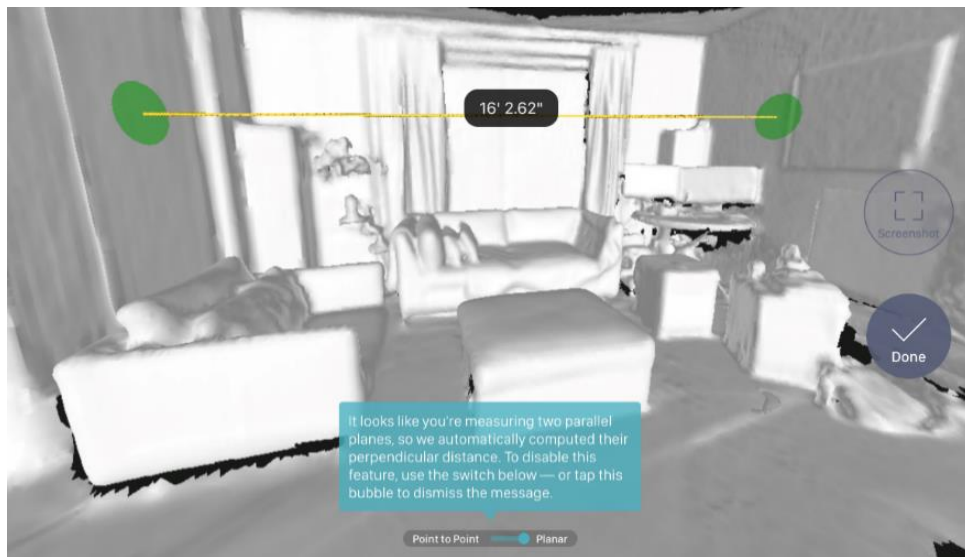 16' 2.62"
Screenshot
Done
It looks like you're measuring two parallel
planes, so we automatically computed their
perpendicular distance. To disable this
feature, use the switch below — or tap this
bubble to dismiss the message.
Point to Point
Planar